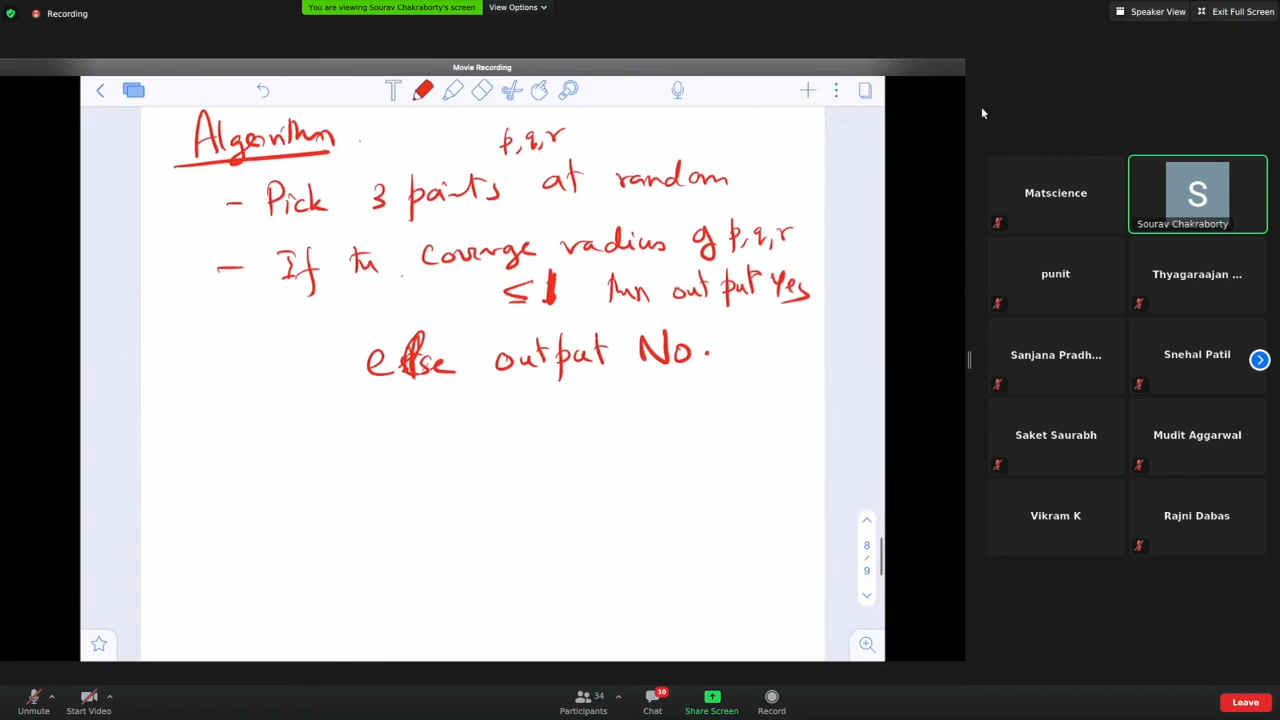 Recording
You are viewing Sourav Chakraborty's screen
View Options
Speaker View
Exit Full Screen
Movie Recording
Algorithm
p, q, r
- Pick 3 points at random
- If the coverage radius of p, q, r
≤ 1 then output Yes
else output No.
8
/
9
Matscience
S
Sourav Chakraborty
punit
Thyagaraajan ...
Sanjana Pradh...
Snehal Patil
Saket Saurabh
Mudit Aggarwal
Vikram K
Rajni Dabas
Unmute
Start Video
34
Participants
10
Chat
Share Screen
Record
Leave